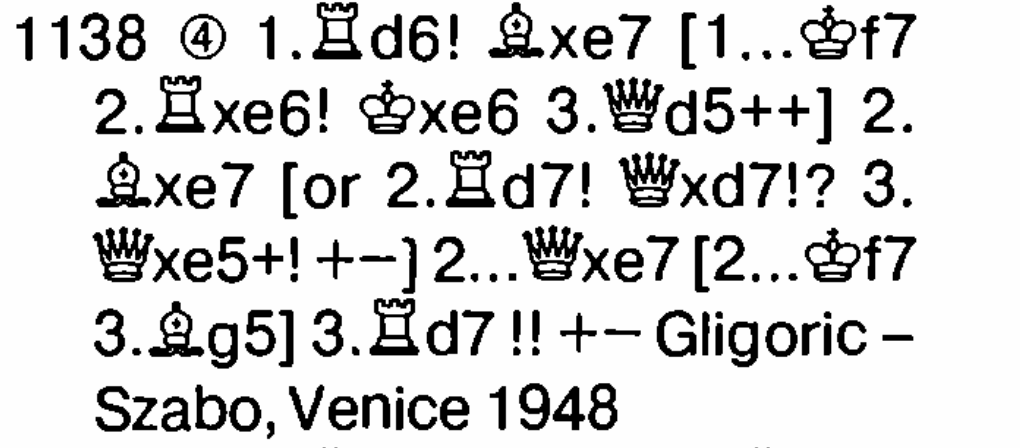 1138 ④ 1.♖d6! ♗xe7 [1...♔f7
2.♖xe6! ♔xe6 3.♕d5++] 2.
♗xe7 [or 2.♖d7! ♕xd7!? 3.
♕xe5+! +−] 2...♕xe7 [2...♔f7
3.♗g5] 3.♖d7 !! +− Gligoric –
Szabo, Venice 1948